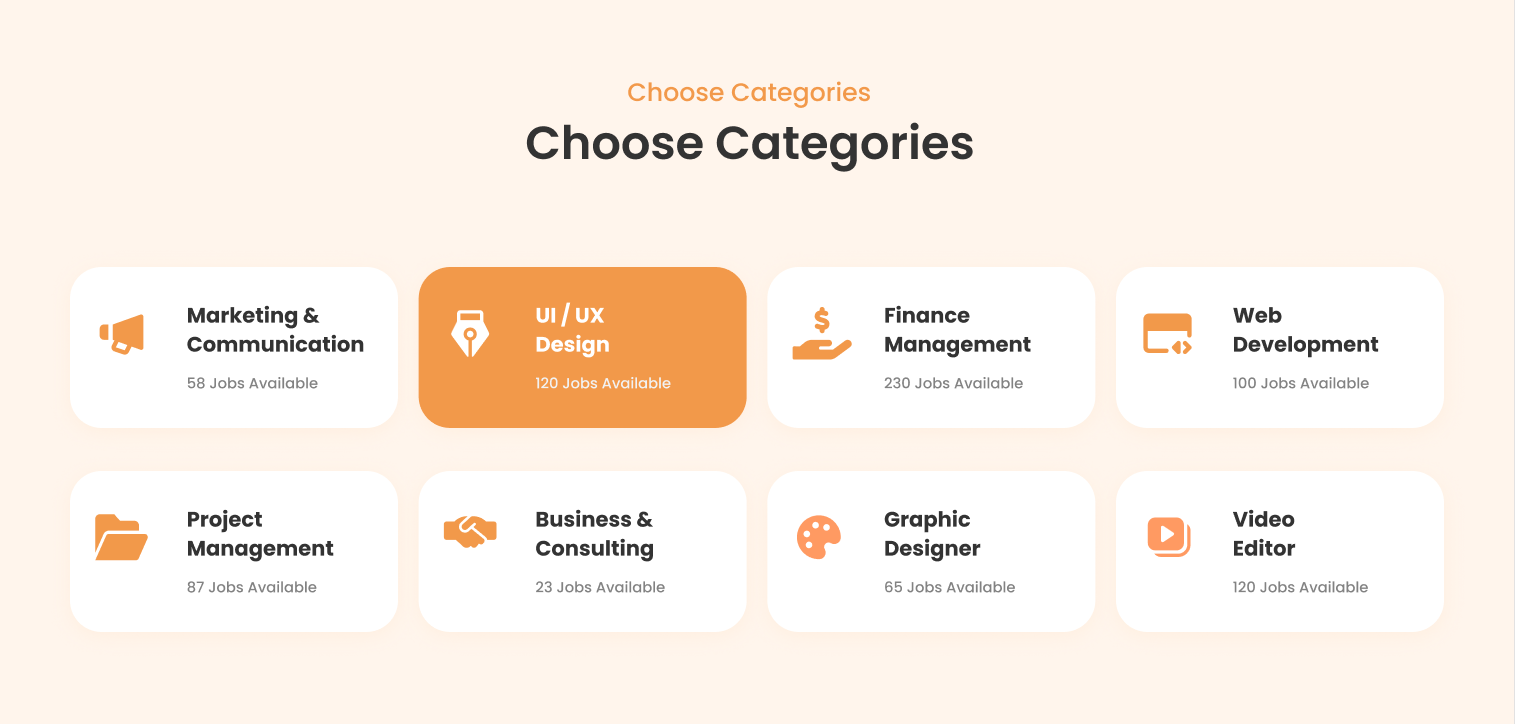 Choose Categories
Choose Categories
Marketing &
Communication
58 Jobs Available
UI / UX
Design
120 Jobs Available
Finance
Management
230 Jobs Available
Web
Development
100 Jobs Available
Project
Management
87 Jobs Available
Business &
Consulting
23 Jobs Available
Graphic
Designer
65 Jobs Available
Video
Editor
120 Jobs Available